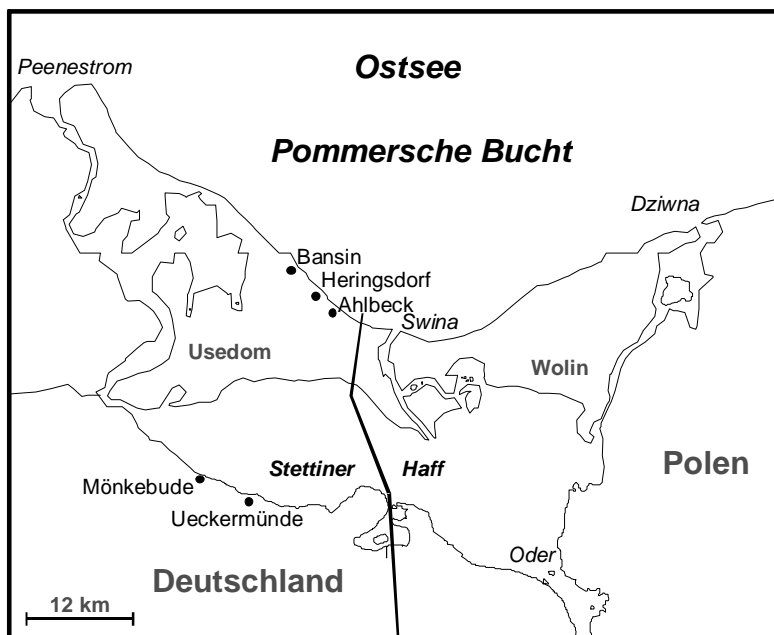 Ostsee
Peenestrom
Pommersche Bucht
Dziwna
Bansin
Heringsdorf
Ahlbeck
Swina
Usedom
Wolin
Stettiner Haff
Polen
Mönkebude
Ueckermünde
Oder
Deutschland
12 km